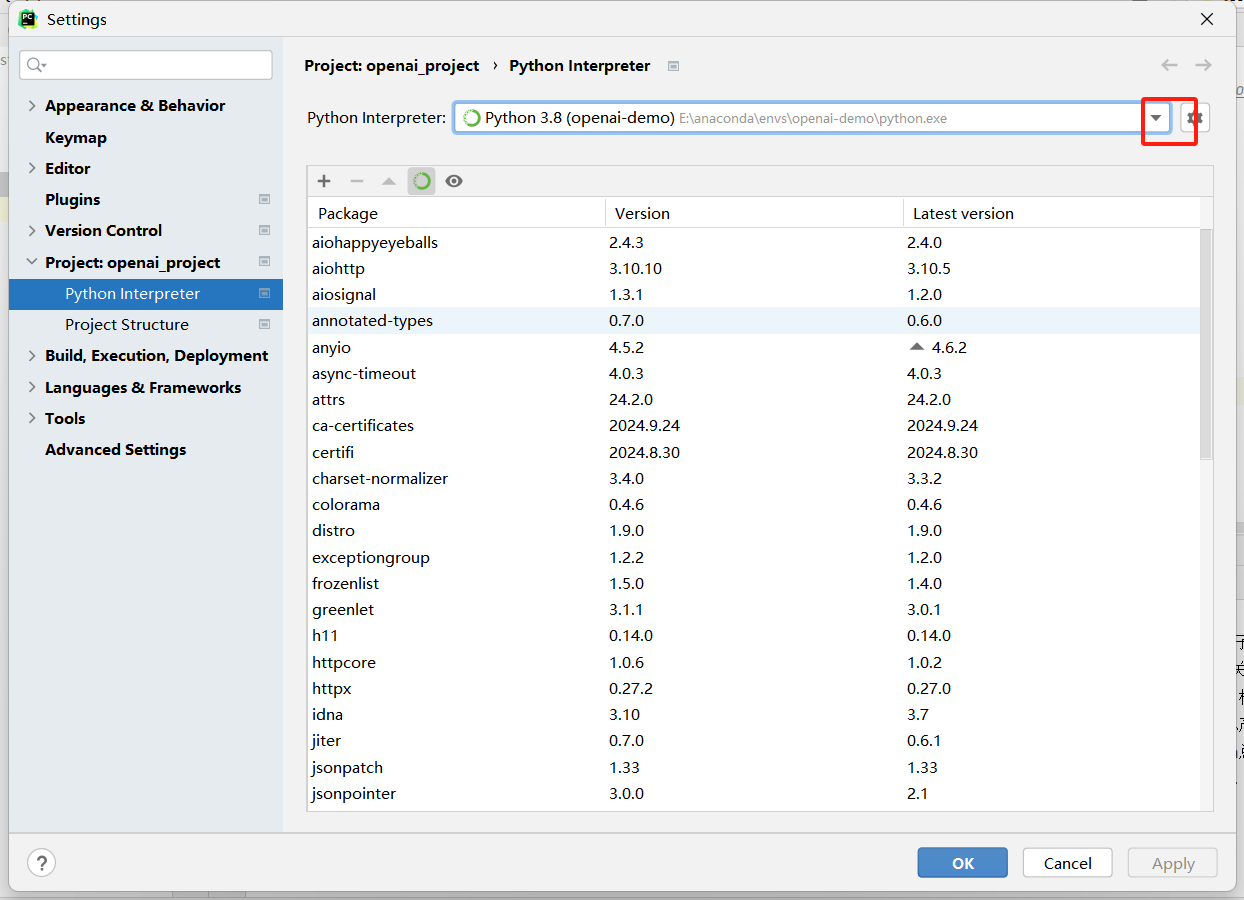 PC Settings
Project: openai_project › Python Interpreter
Python Interpreter: Python 3.8 (openai-demo) E:\anaconda\envs\openai-demo\python.exe
Appearance & Behavior
Keymap
Editor
Plugins
Version Control
Project: openai_project
Python Interpreter
Project Structure
Build, Execution, Deployment
Languages & Frameworks
Tools
Advanced Settings
Package Version Latest version
aiohappyeyeballs 2.4.3 2.4.0
aiohttp 3.10.10 3.10.5
aiosignal 1.3.1 1.2.0
annotated-types 0.7.0 0.6.0
anyio 4.5.2 4.6.2
async-timeout 4.0.3 4.0.3
attrs 24.2.0 24.2.0
ca-certificates 2024.9.24 2024.9.24
certifi 2024.8.30 2024.8.30
charset-normalizer 3.4.0 3.3.2
colorama 0.4.6 0.4.6
distro 1.9.0 1.9.0
exceptiongroup 1.2.2 1.2.0
frozenlist 1.5.0 1.4.0
greenlet 3.1.1 3.0.1
h11 0.14.0 0.14.0
httpcore 1.0.6 1.0.2
httpx 0.27.2 0.27.0
idna 3.10 3.7
jiter 0.7.0 0.6.1
jsonpatch 1.33 1.33
jsonpointer 3.0.0 2.1
? OK Cancel Apply